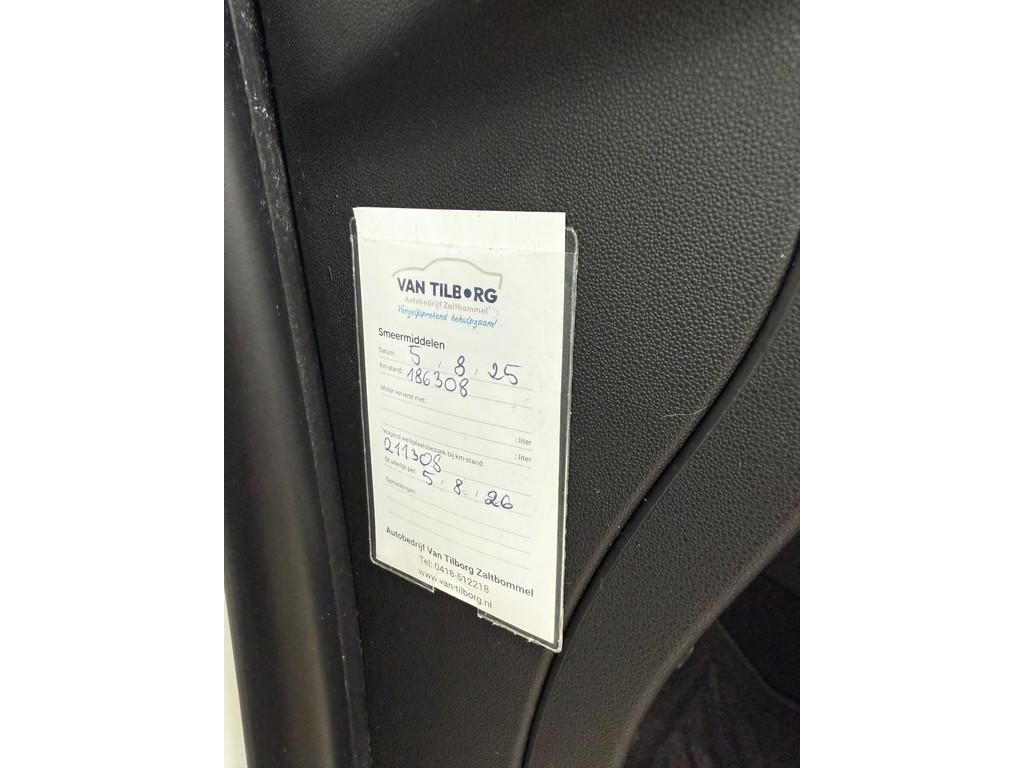 VAN TILBORG
Autobedrijf Zaltbommel
Vanzelfsprekend behulpzaam!
Smeermiddelen
Datum: 5 , 8 , 25
Km-stand: 186308
Motor ververst met:
: liter
: liter
Volgend werkplaatsbezoek bij km-stand:
211308
Of uiterlijk per: 5 , 8 , 26
Opmerkingen:
Autobedrijf Van Tilborg Zaltbommel
Tel: 0418-512218
www.van-tilborg.nl